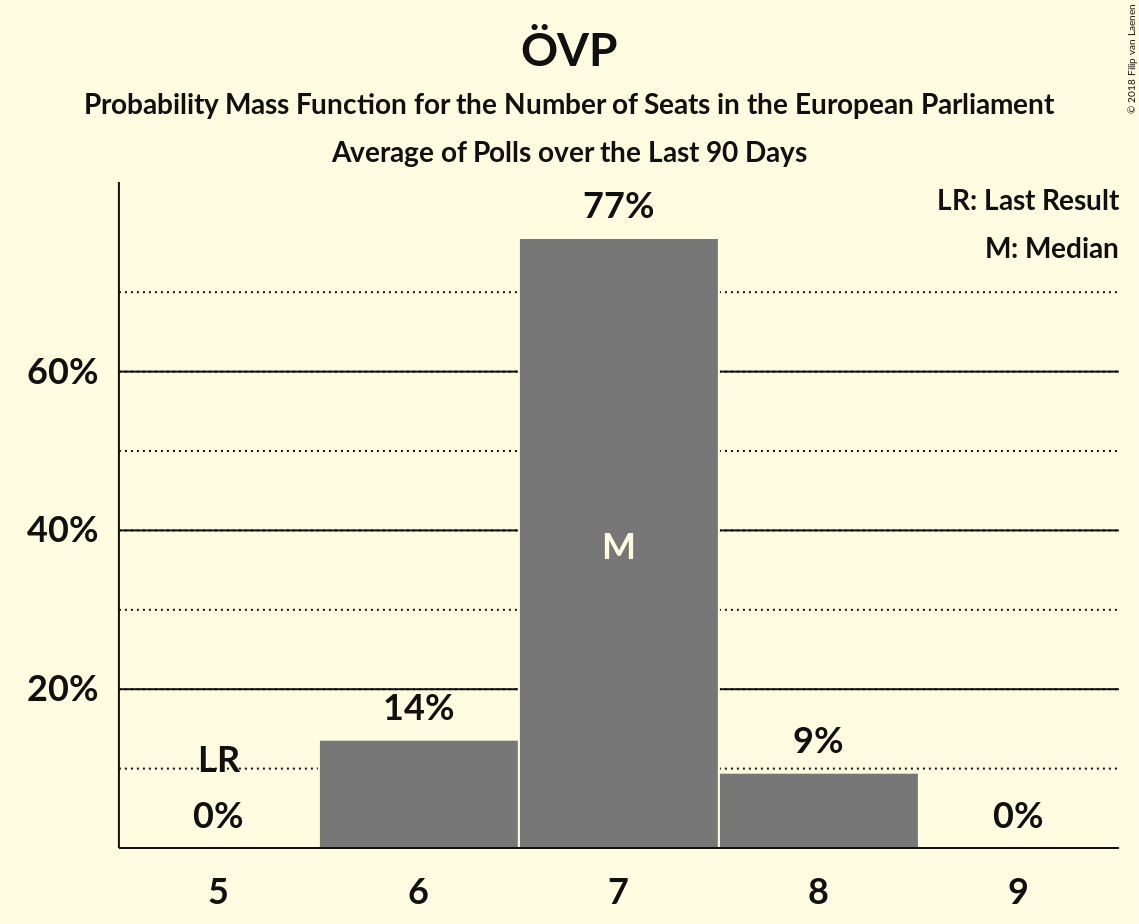 ÖVP
Probability Mass Function for the Number of Seats in the European Parliament
Average of Polls over the Last 90 Days
© 2018 Filip van Laenen
LR: Last Result
M: Median
77%
60%
40%
M
20%
14%
9%
LR
0%
0%
5 6 7 8 9